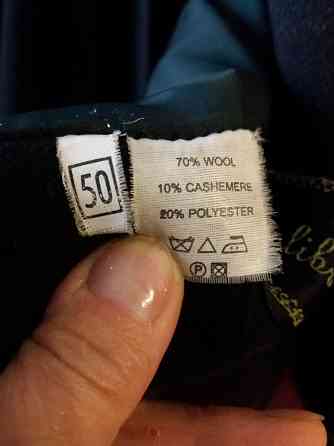 50
70% WOOL
10% CASHEMERE
20% POLYESTER
P